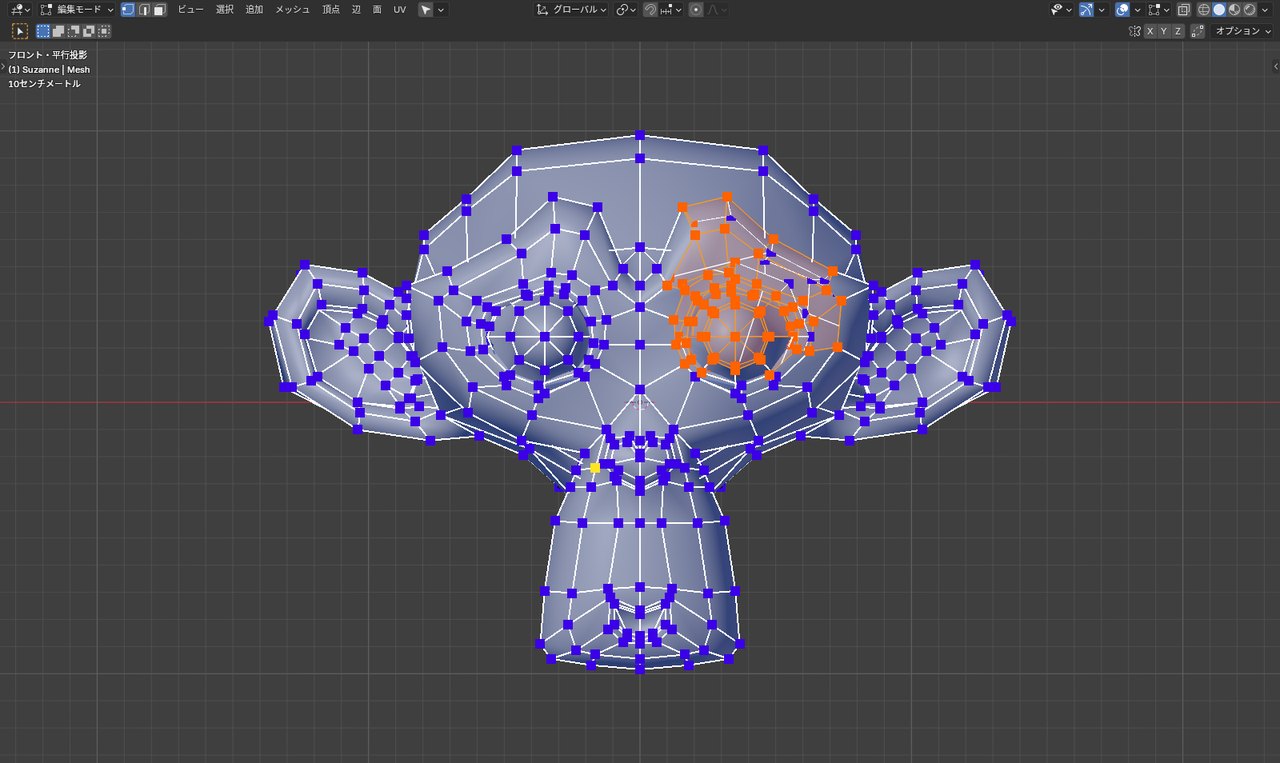 編集モード ビュー 選択 追加 メッシュ 頂点 辺 面 UV グローバル
X Y Z オプション
フロント・平行投影
(1) Suzanne | Mesh
10センチメートル